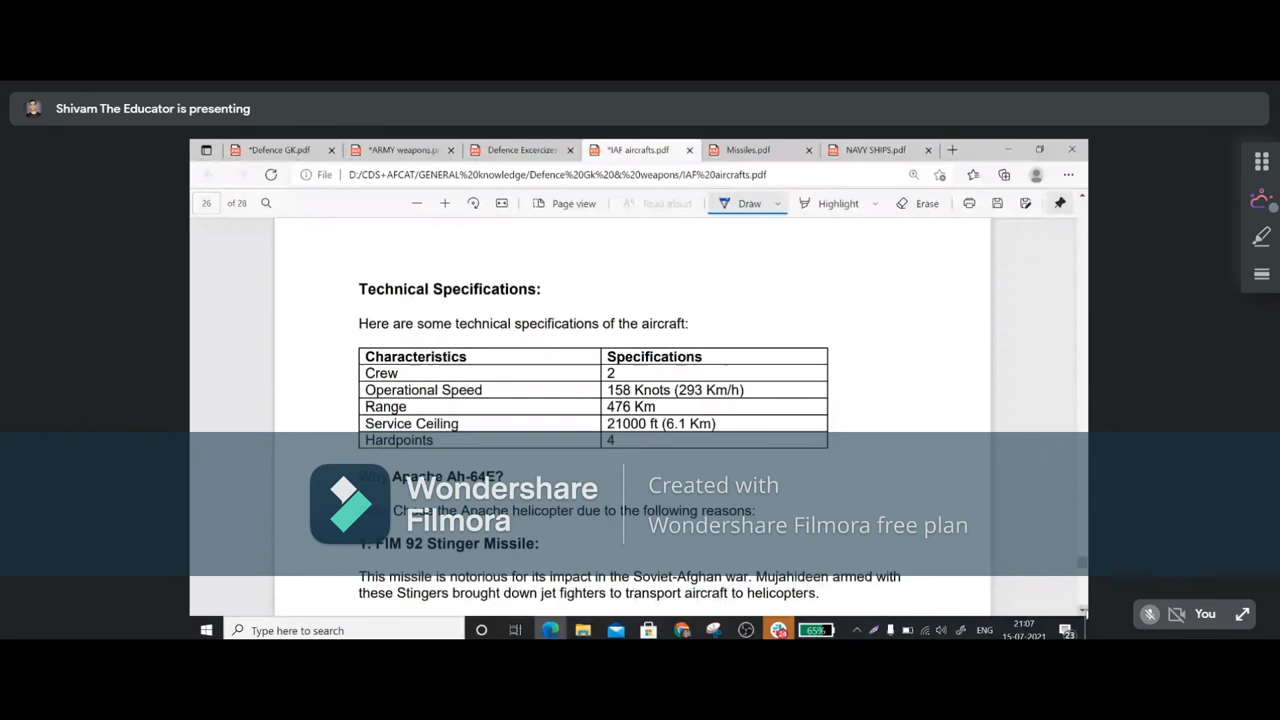 Shivam The Educator is presenting
*Defence GK.pdf
*ARMY weapons.p
Defence Excercizes
*IAF aircrafts.pdf
Missiles.pdf
NAVY SHIPS.pdf
File D:/CDS+AFCAT/GENERAL%20knowledge/Defence%20Gk%20&%20weapons/IAF%20aircrafts.pdf
26 of 28 Page view Read aloud Draw Highlight Erase
Technical Specifications:
Here are some technical specifications of the aircraft:
Characteristics Specifications
Crew 2
Operational Speed 158 Knots (293 Km/h)
Range 476 Km
Service Ceiling 21000 ft (6.1 Km)
Hardpoints 4
Why Apache Ah-64E?
Wondershare
Filmora
Created with
Wondershare Filmora free plan
the Apache helicopter due to the following reasons:
1. FIM 92 Stinger Missile:
This missile is notorious for its impact in the Soviet-Afghan war. Mujahideen armed with
these Stingers brought down jet fighters to transport aircraft to helicopters.
You
Type here to search
65%
ENG
21:07
15-07-2021
23